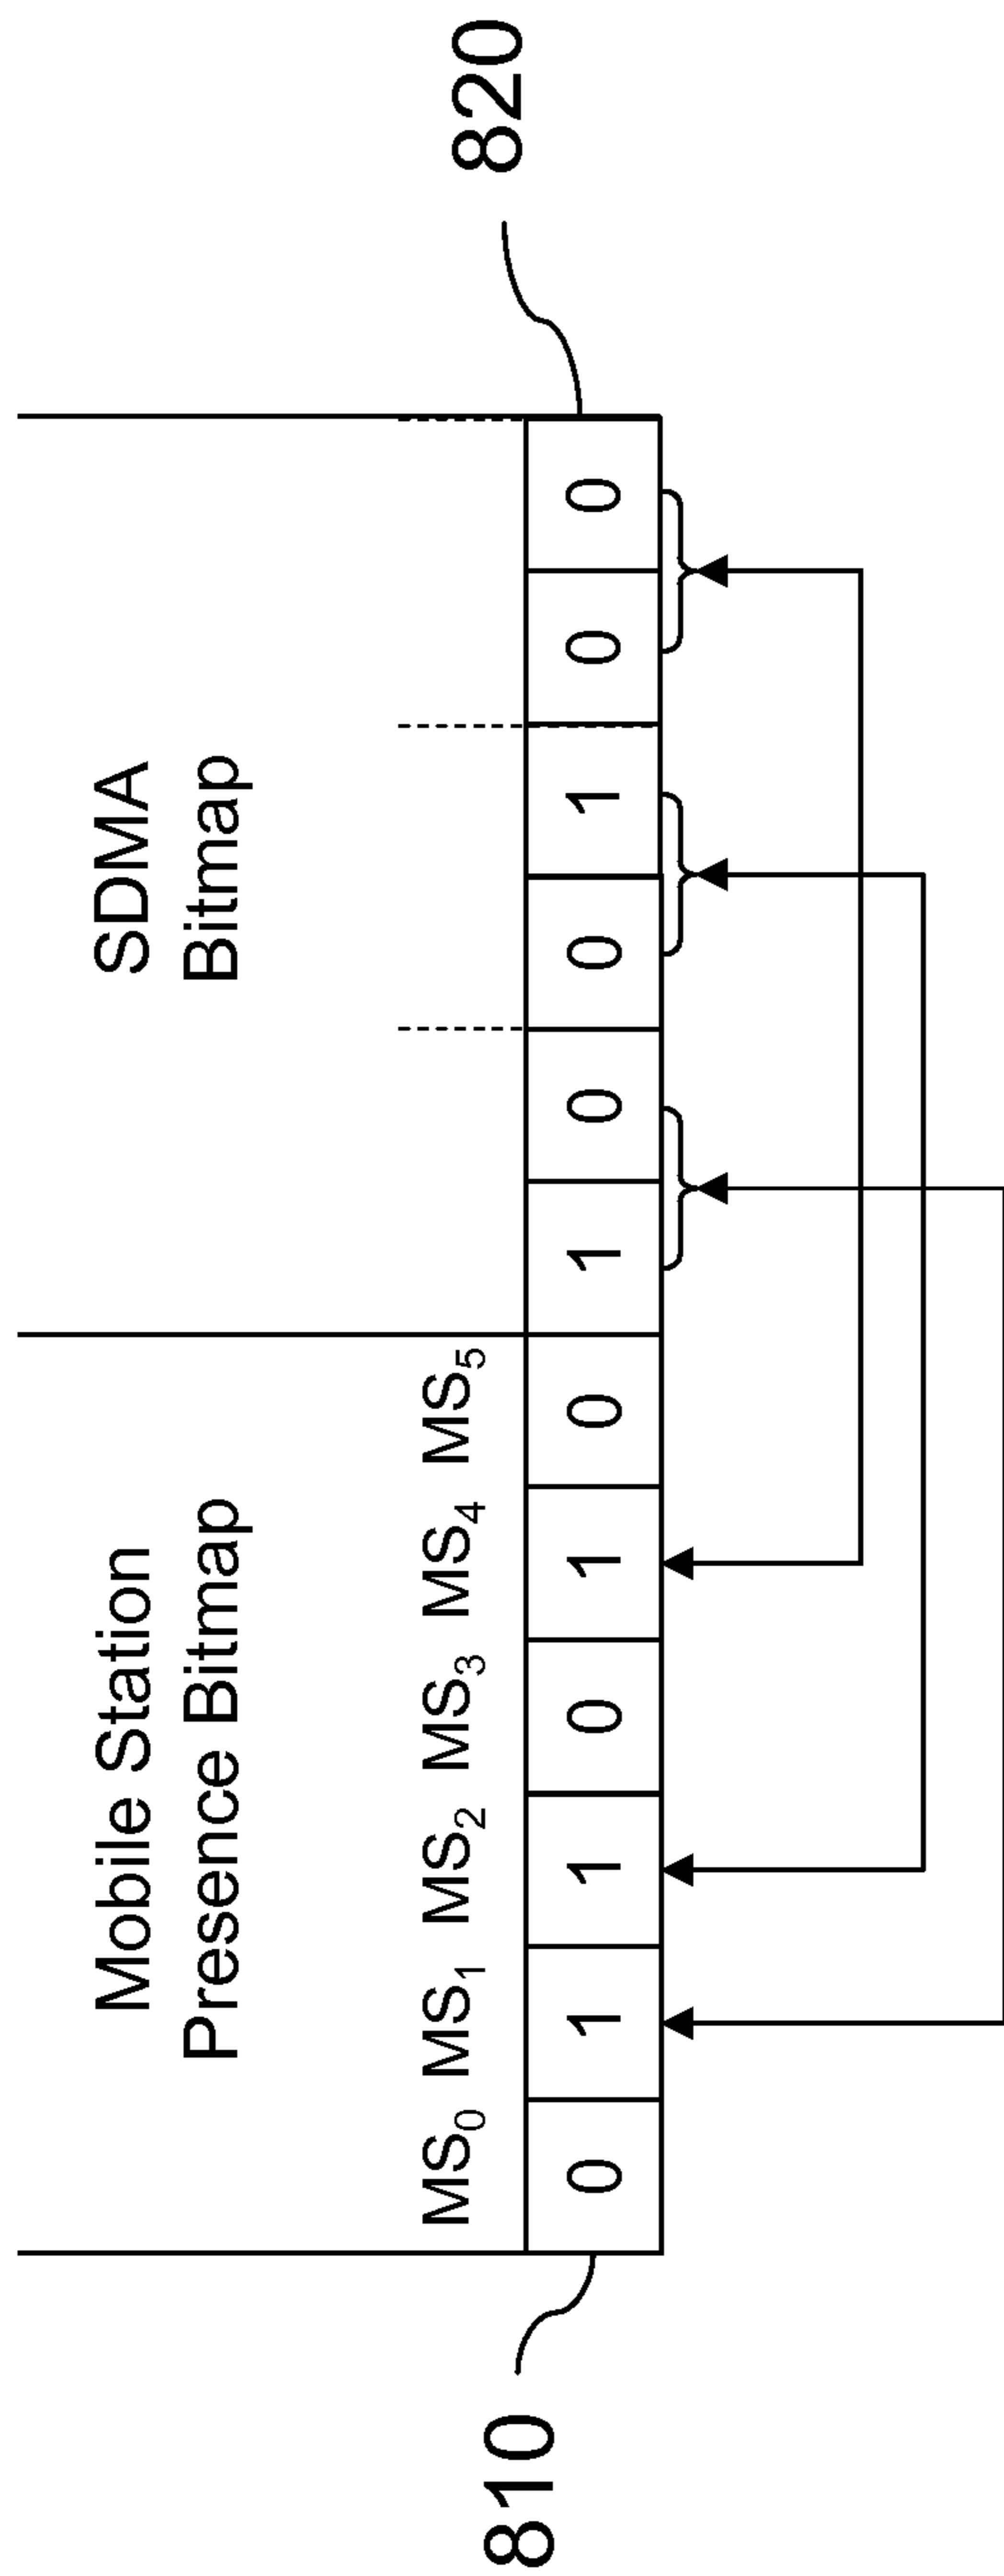 Mobile Station
Presence Bitmap
SDMA
Bitmap
MS₀ MS₁ MS₂ MS₃ MS₄ MS₅
810
0 1 1 0 1 0 1 0 0 1 0 0
820